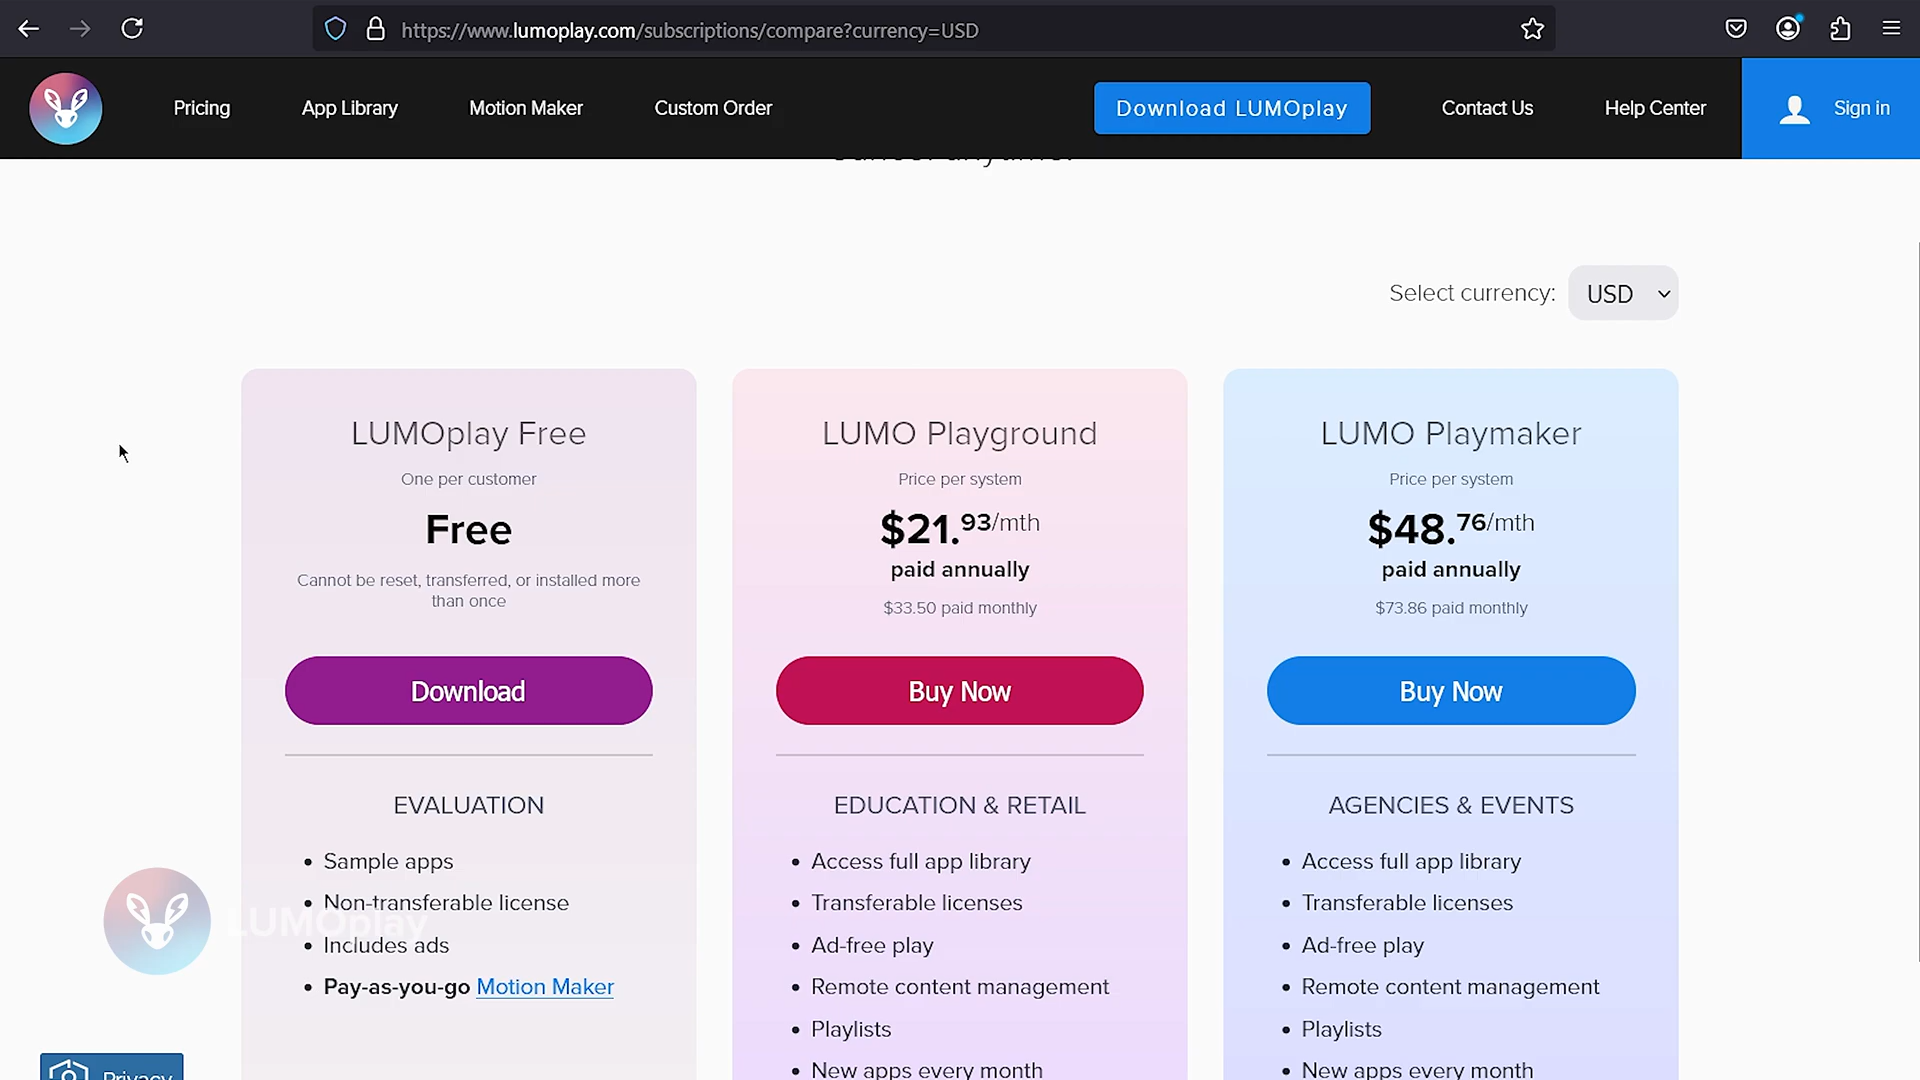 https://www.lumoplay.com/subscriptions/compare?currency=USD
Pricing
App Library
Motion Maker
Custom Order
Download LUMOplay
Contact Us
Help Center
Sign in
Select currency:
USD
LUMOplay Free
One per customer
Free
Cannot be reset, transferred, or installed more
than once
Download
EVALUATION
• Sample apps
• Non-transferable license
• Includes ads
• Pay-as-you-go Motion Maker
LUMO Playground
Price per system
$21.93/mth
paid annually
$33.50 paid monthly
Buy Now
EDUCATION & RETAIL
• Access full app library
• Transferable licenses
• Ad-free play
• Remote content management
• Playlists
• New apps every month
LUMO Playmaker
Price per system
$48.76/mth
paid annually
$73.86 paid monthly
Buy Now
AGENCIES & EVENTS
• Access full app library
• Transferable licenses
• Ad-free play
• Remote content management
• Playlists
• New apps every month
LUMOplay
Privacy